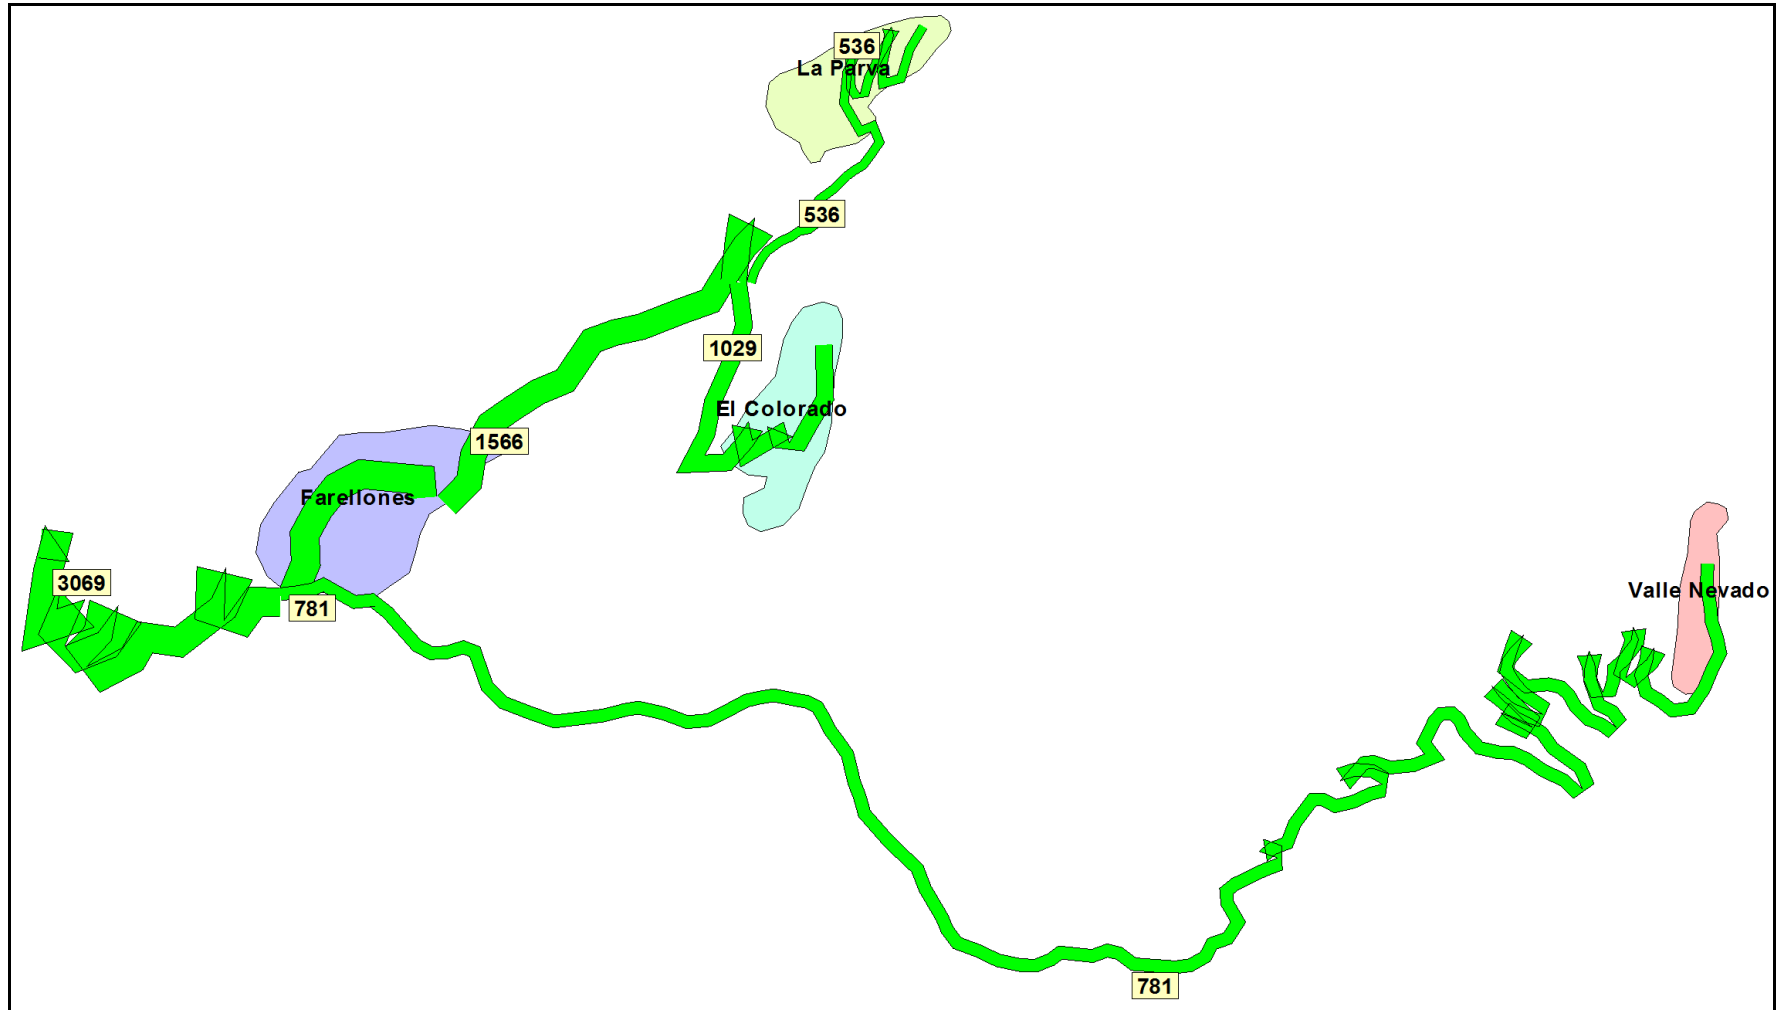 536
La Parva
536
1029
El Colorado
1566
Farellones
3069
781
Valle Nevado
781